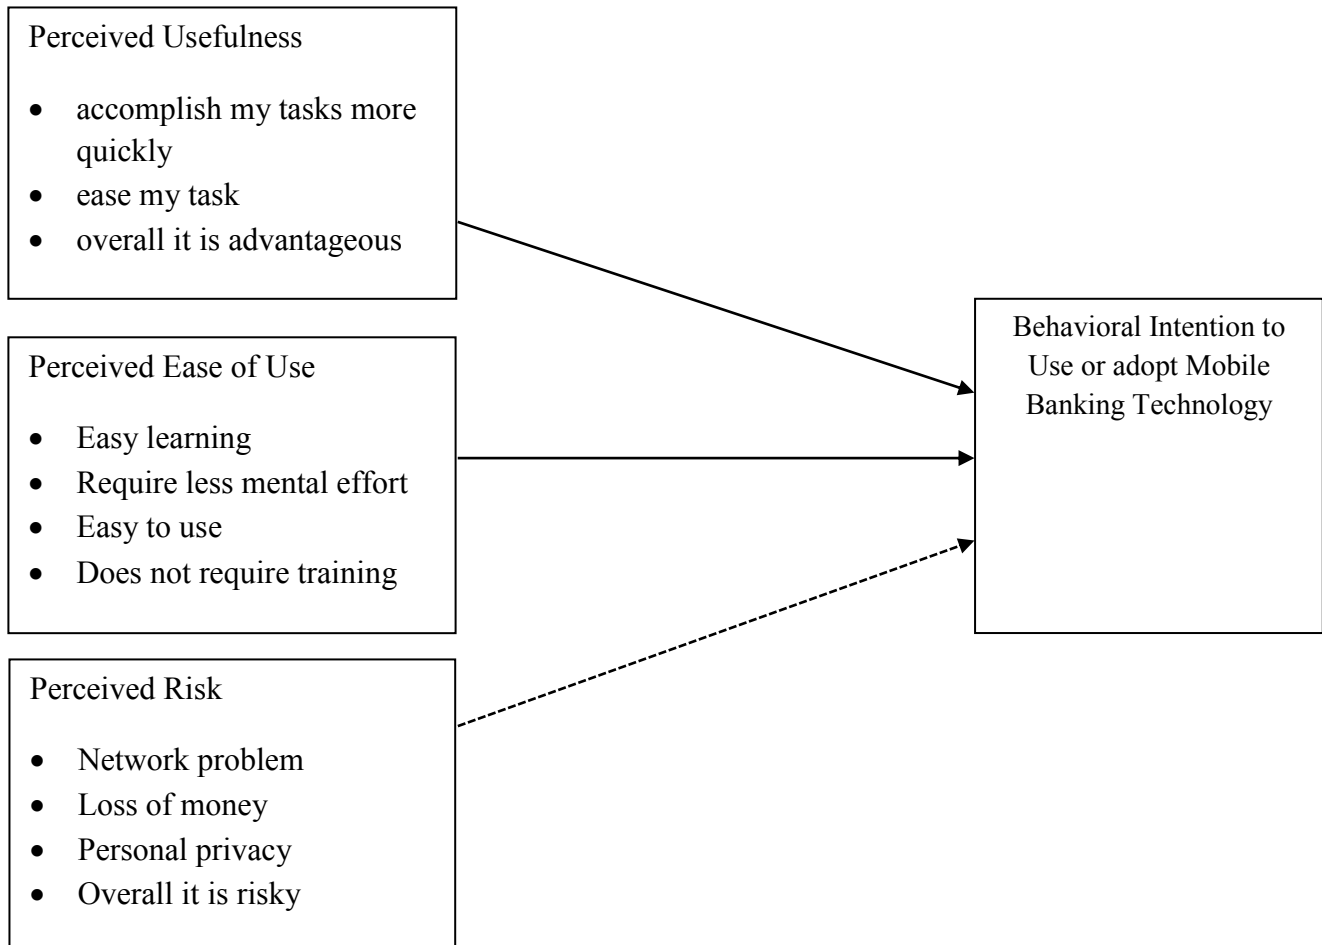 Perceived Usefulness
• accomplish my tasks more
quickly
• ease my task
• overall it is advantageous
Perceived Ease of Use
• Easy learning
• Require less mental effort
• Easy to use
• Does not require training
Perceived Risk
• Network problem
• Loss of money
• Personal privacy
• Overall it is risky
Behavioral Intention to
Use or adopt Mobile
Banking Technology